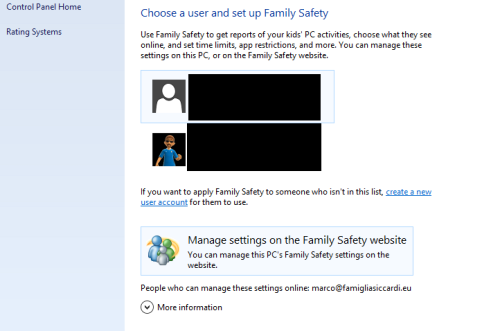 Control Panel Home
Rating Systems
Choose a user and set up Family Safety
Use Family Safety to get reports of your kids' PC activities, choose what they see
online, and set time limits, app restrictions, and more. You can manage these
settings on this PC, or on the Family Safety website.
If you want to apply Family Safety to someone who isn't in this list, create a new
user account for them to use.
Manage settings on the Family Safety website
You can manage this PC's Family Safety settings on the
website.
People who can manage these settings online: marco@famigliasiccardi.eu
More information